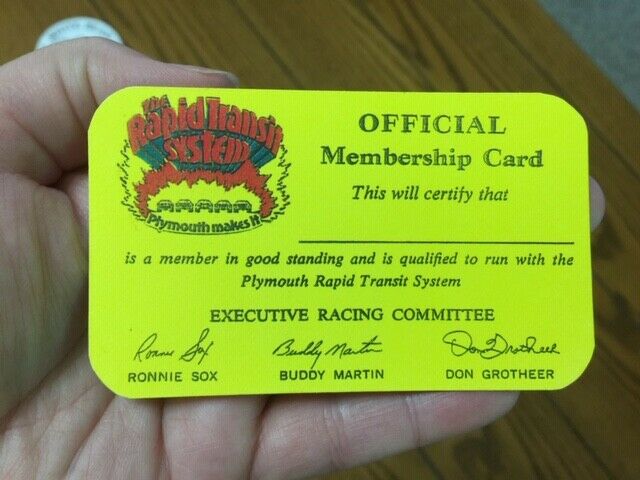 The
Rapid Transit
System
Plymouth makes it
OFFICIAL
Membership Card
This will certify that
is a member in good standing and is qualified to run with the
Plymouth Rapid Transit System
EXECUTIVE RACING COMMITTEE
Ronnie Sox
Buddy Martin
Don Grotheer
RONNIE SOX
BUDDY MARTIN
DON GROTHEER